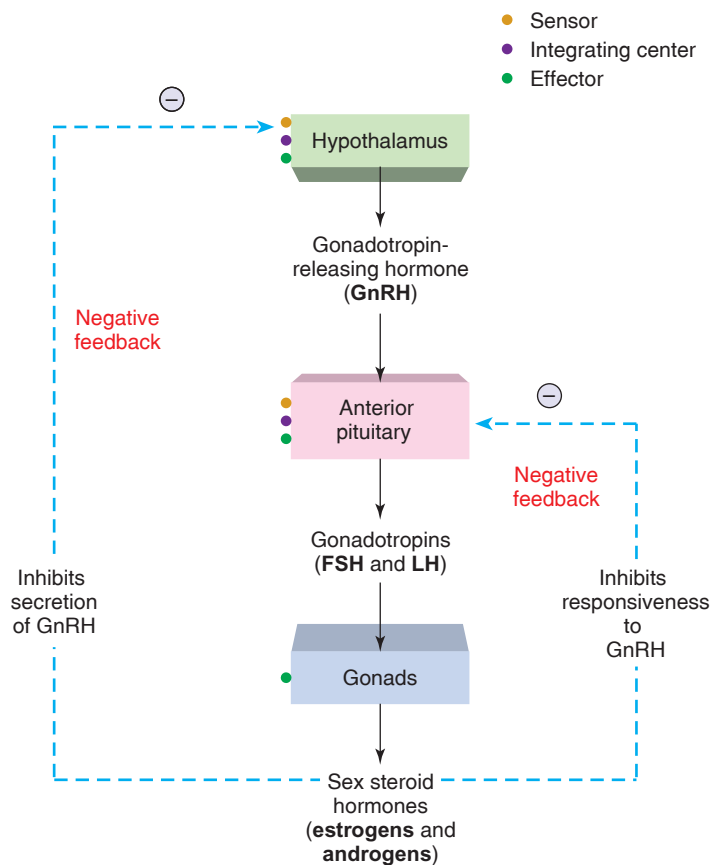 Sensor
Integrating center
Effector
−
Hypothalamus
Gonadotropin-
releasing hormone
(GnRH)
Negative
feedback
Anterior
pituitary
−
Negative
feedback
Gonadotropins
(FSH and LH)
Inhibits
secretion
of GnRH
Inhibits
responsiveness
to
GnRH
Gonads
Sex steroid
hormones
(estrogens and
androgens)